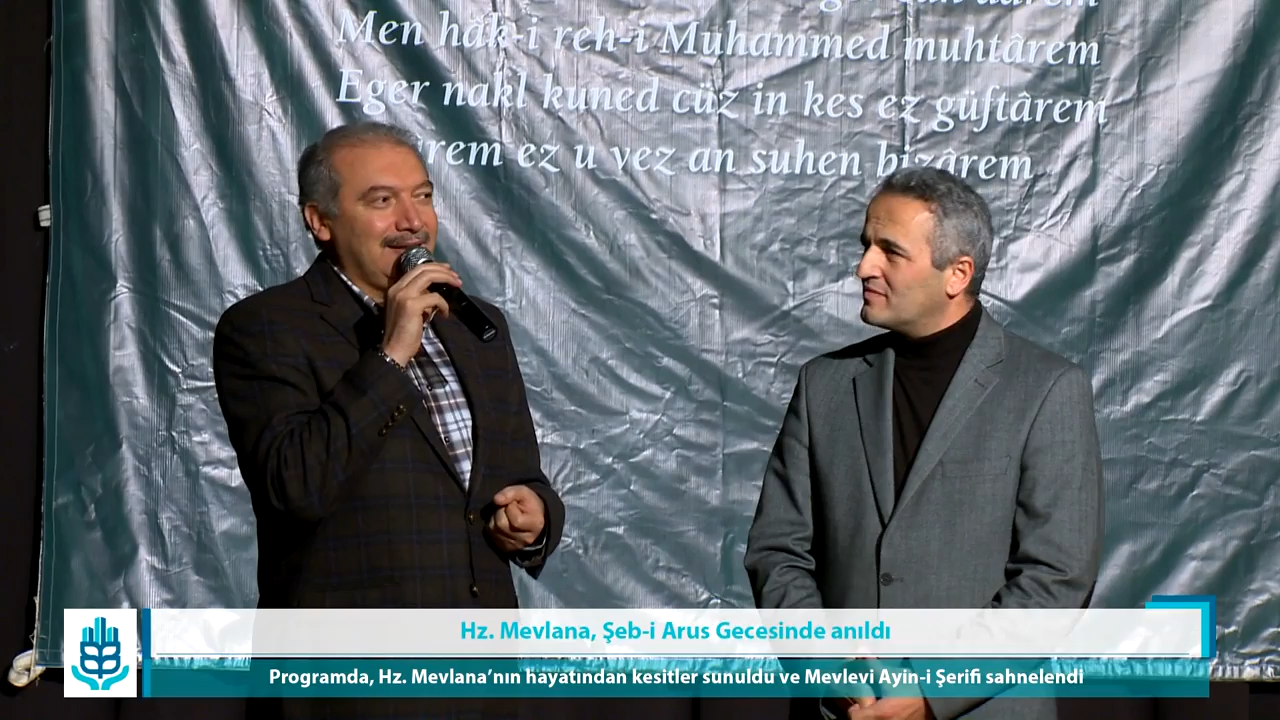 Men hâk-i reh-i Muhammed muhtârem
Eger nakl kuned cüz in kes ez güftârem
ez u vez an suhen bizârem
Hz. Mevlana, Şeb-i Arus Gecesinde anıldı
Programda, Hz. Mevlana’nın hayatından kesitler sunuldu ve Mevlevi Ayin-i Şerifi sahnelendi